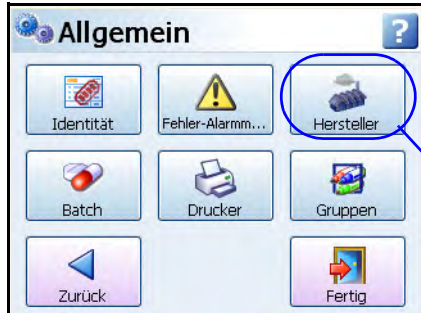 Allgemein ?
Identität Fehler-Alarmm... Hersteller
Batch Drucker Gruppen
Zurück Fertig